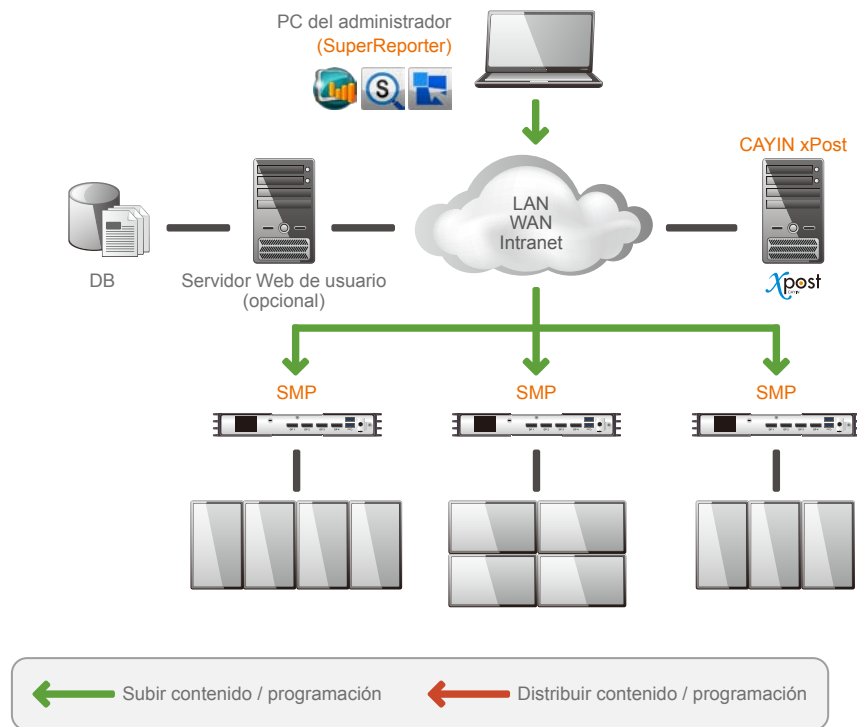 PC del administrador
(SuperReporter)
S
CAYIN xPost
LAN
WAN
Intranet
DB
Servidor Web de usuario
(opcional)
Xpost
SMP
SMP
SMP
Subir contenido / programación
Distribuir contenido / programación